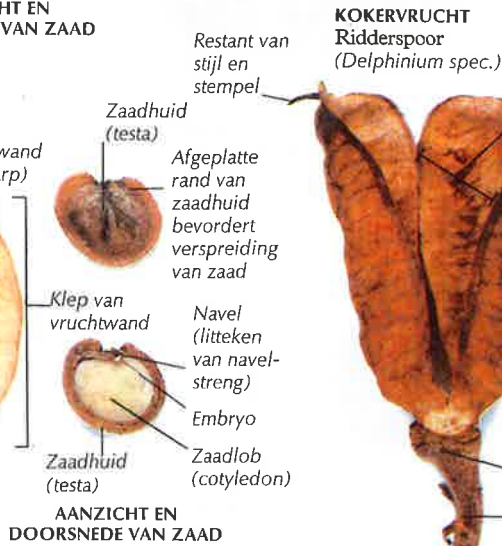 HT EN
VAN ZAAD
KOKERVRUCHT
Ridderspoor
(Delphinium spec.)
Restant van
stijl en
stempel
Zaadhuid
(testa)
wand
rp)
Afgeplatte
rand van
zaadhuid
bevordert
verspreiding
van zaad
Klep van
vruchtwand
Navel
(litteken
van navel-
streng)
Embryo
Zaadlob
(cotyledon)
Zaadhuid
(testa)
AANZICHT EN
DOORSNEDE VAN ZAAD